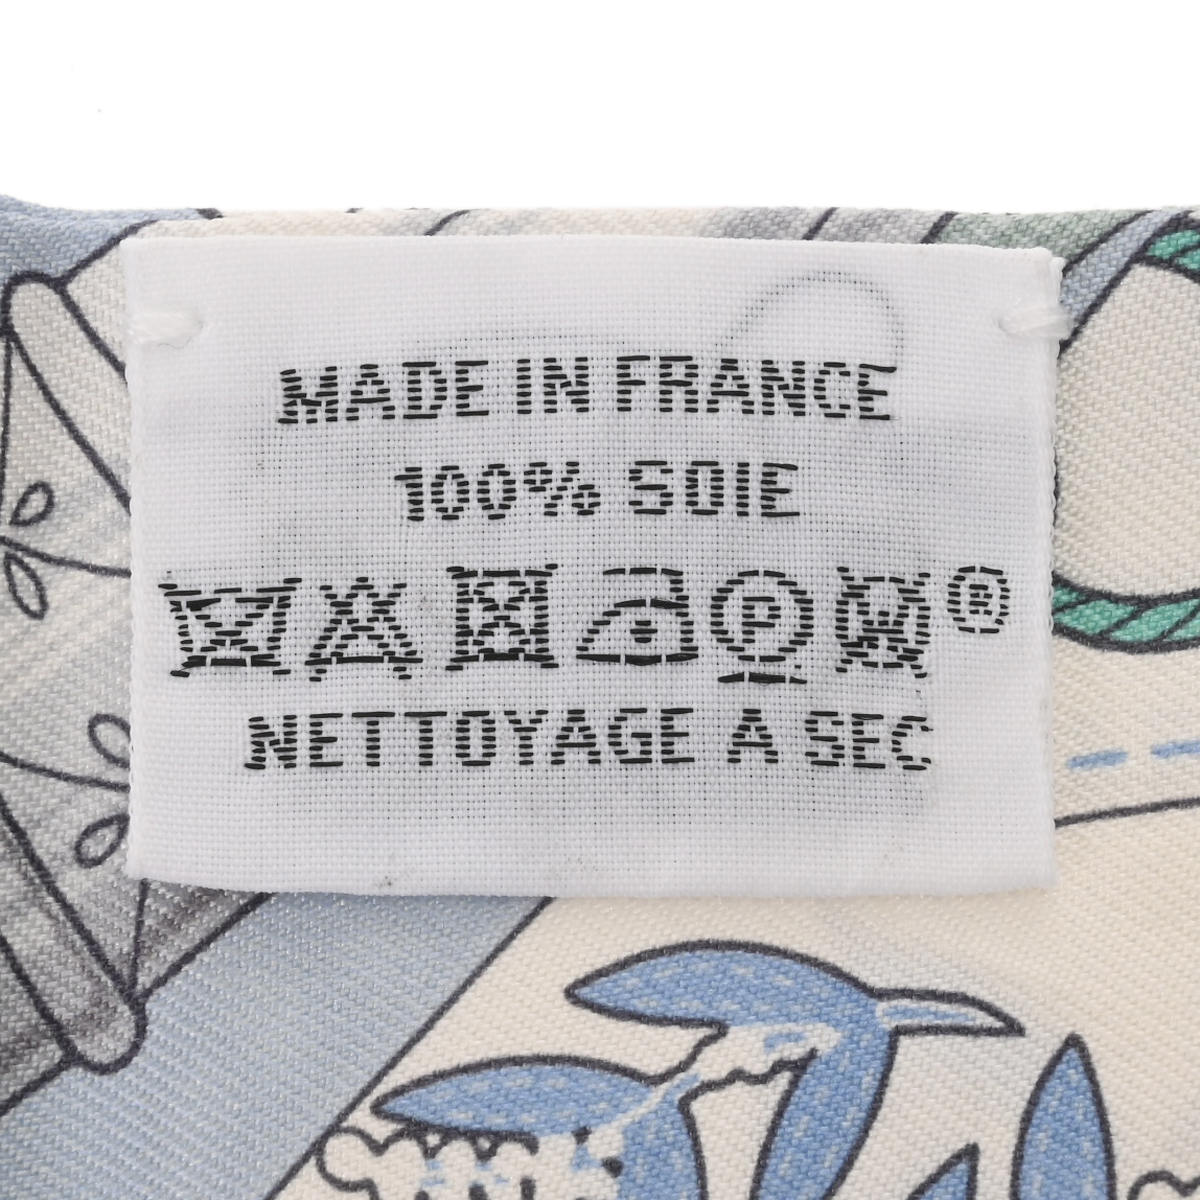 MADE IN FRANCE
100% SOIE
P ®
NETTOYAGE A SEC